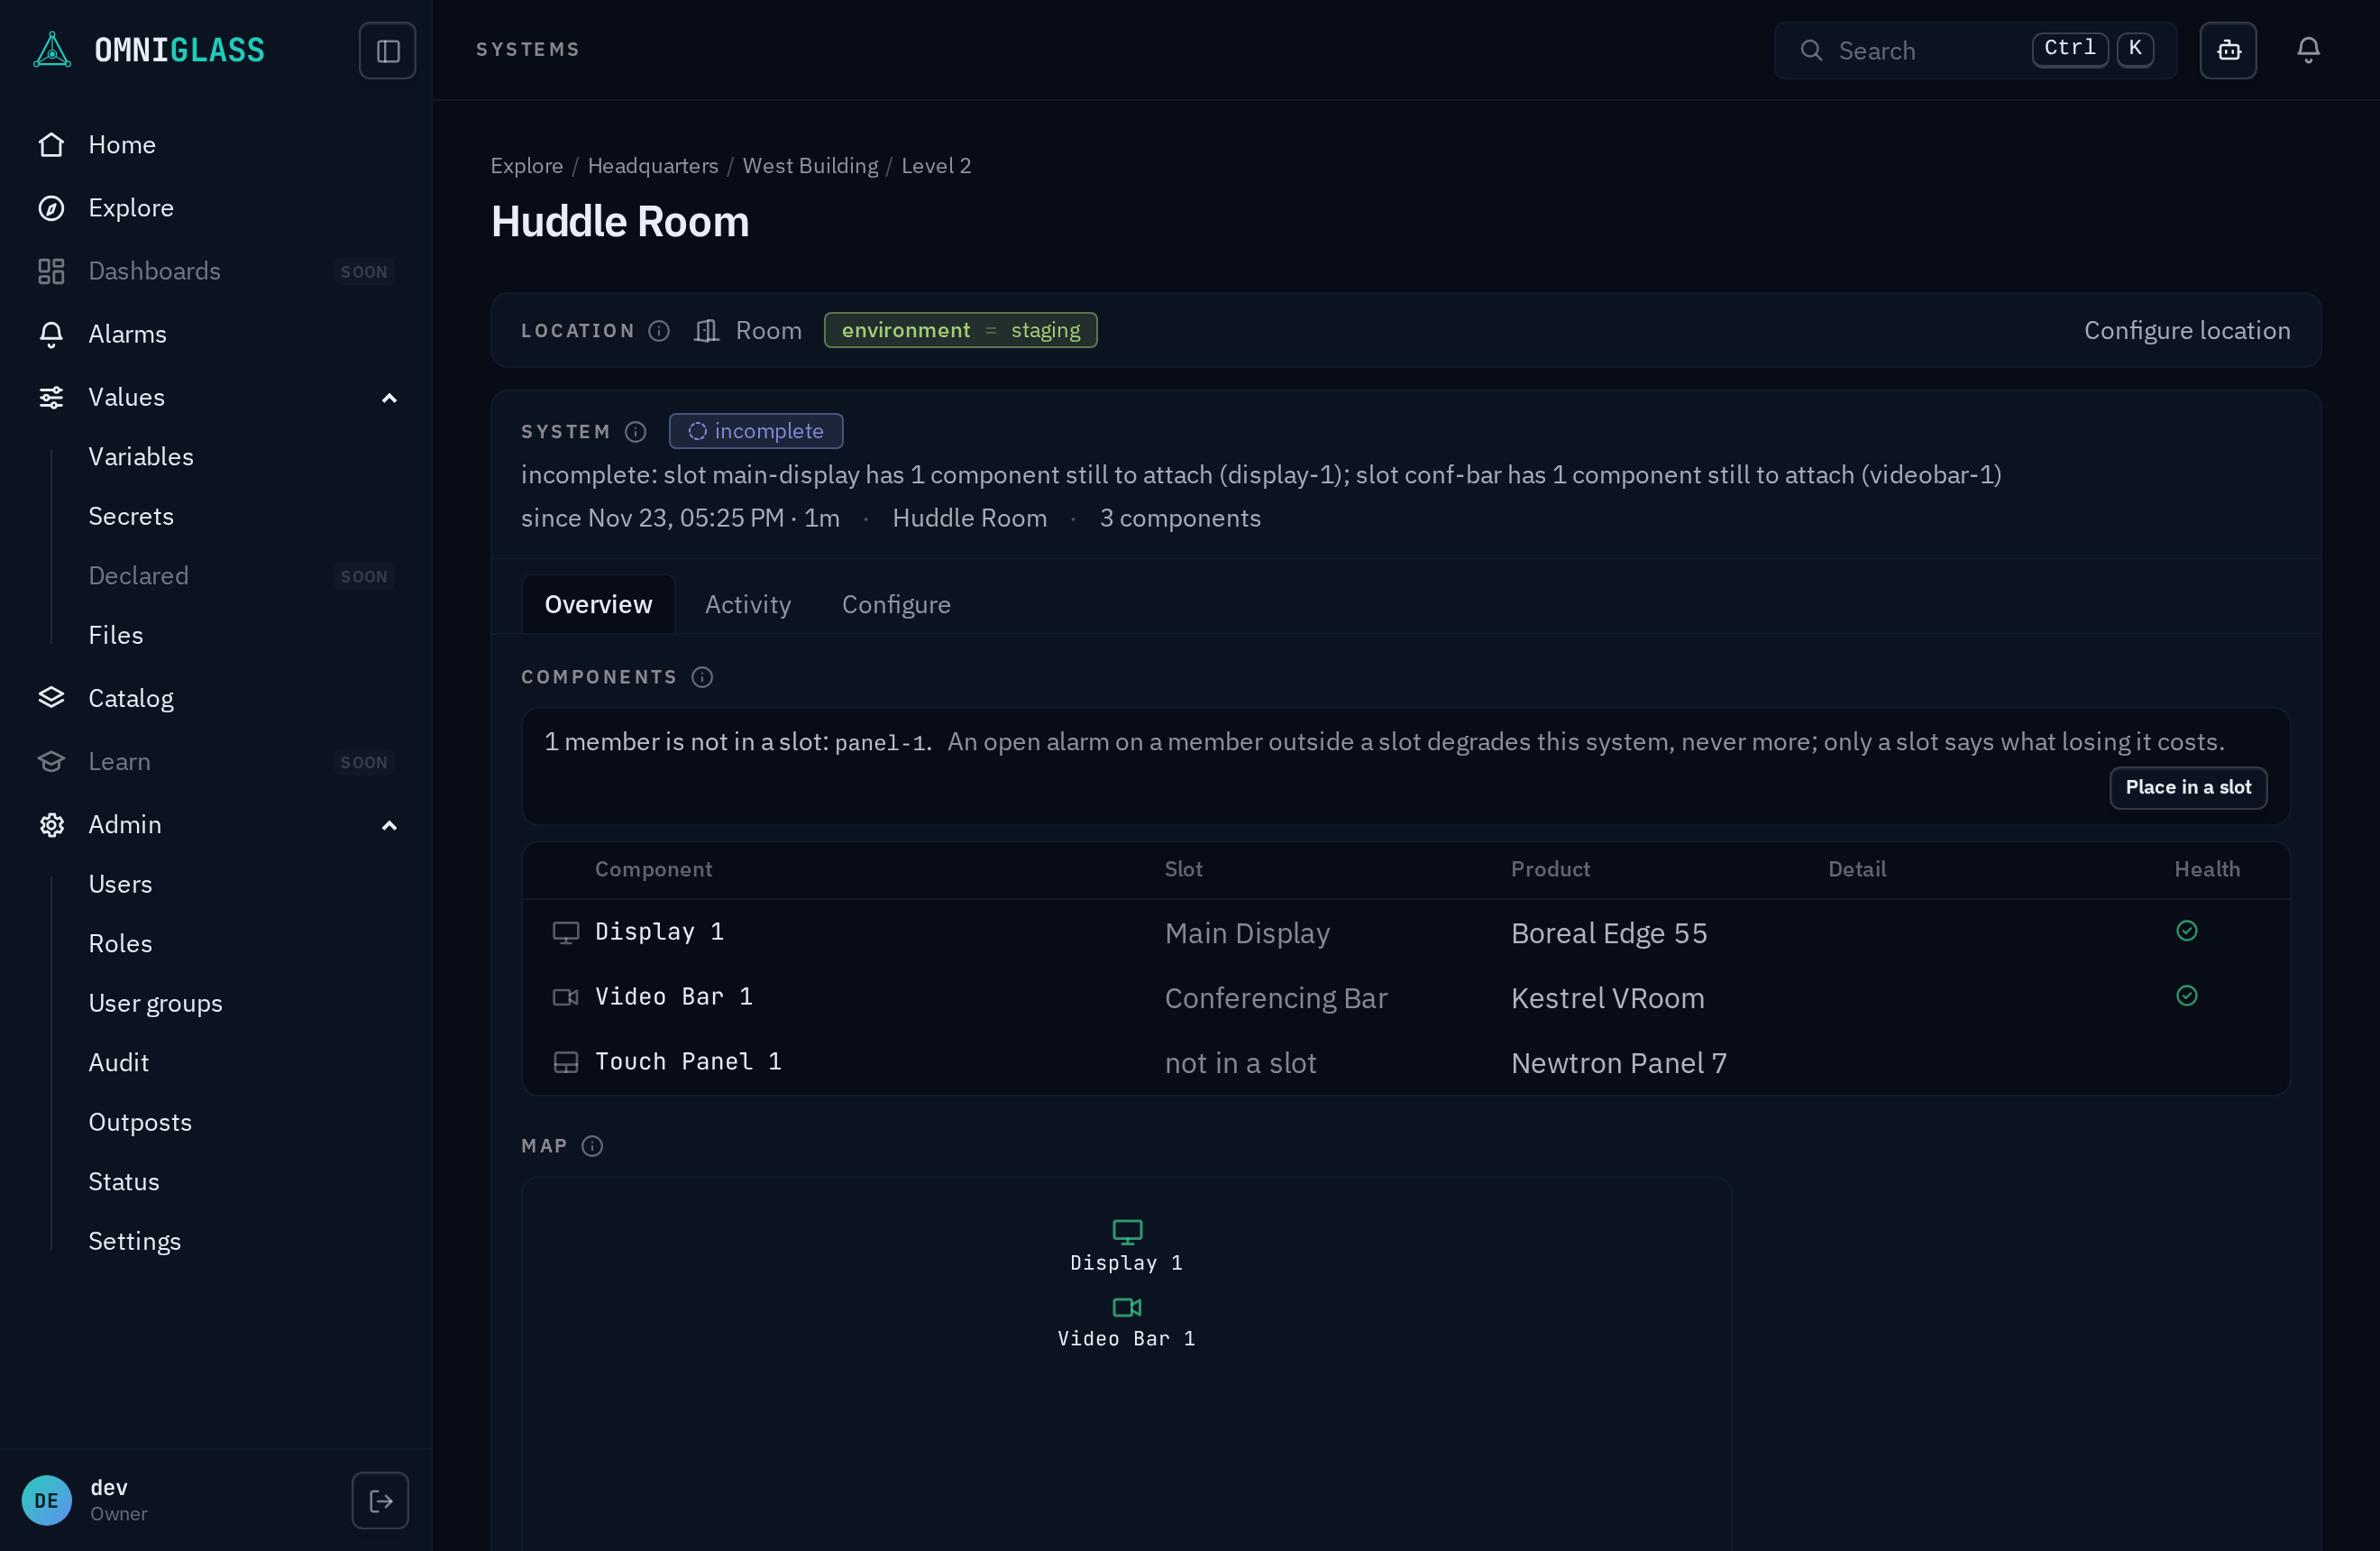 OMNIGLASS
SYSTEMS
Search
Ctrl K
Home
Explore
Dashboards SOON
Alarms
Values
Variables
Secrets
Declared SOON
Files
Catalog
Learn SOON
Admin
Users
Roles
User groups
Audit
Outposts
Status
Settings
DE
dev
Owner
Explore / Headquarters / West Building / Level 2
Huddle Room
LOCATION Room environment = staging Configure location
SYSTEM incomplete
incomplete: slot main-display has 1 component still to attach (display-1); slot conf-bar has 1 component still to attach (videobar-1)
since Nov 23, 05:25 PM · 1m · Huddle Room · 3 components
Overview Activity Configure
COMPONENTS
1 member is not in a slot: panel-1. An open alarm on a member outside a slot degrades this system, never more; only a slot says what losing it costs.
Place in a slot
Component Slot Product Detail Health
Display 1 Main Display Boreal Edge 55
Video Bar 1 Conferencing Bar Kestrel VRoom
Touch Panel 1 not in a slot Newtron Panel 7
MAP
Display 1
Video Bar 1